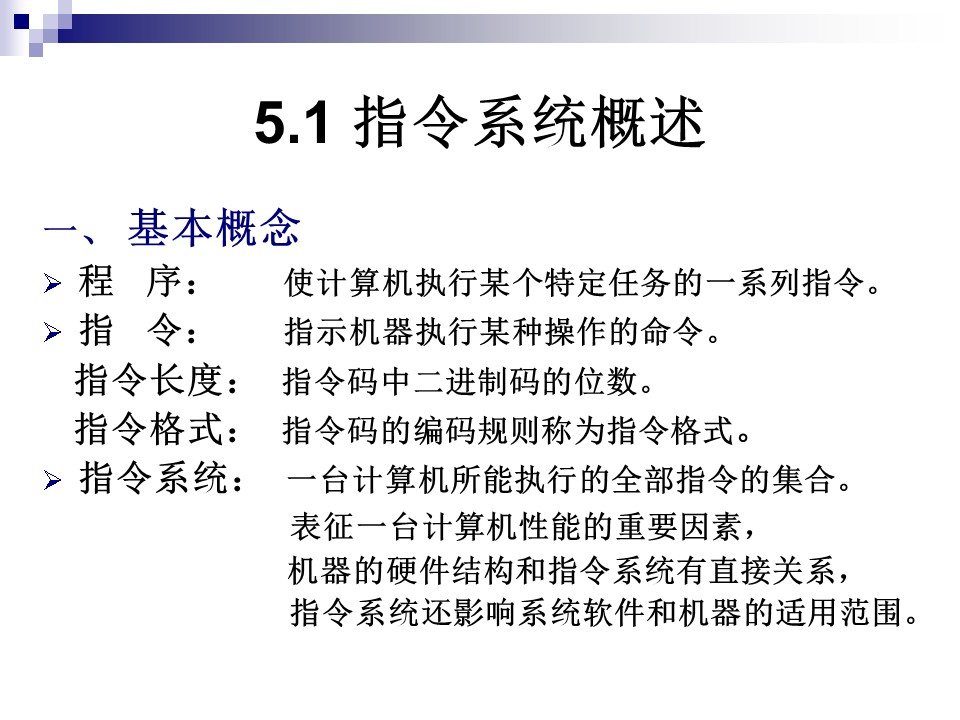 5.1 指令系统概述
一、基本概念
程 序： 使计算机执行某个特定任务的一系列指令。
指 令： 指示机器执行某种操作的命令。
指令长度： 指令码中二进制码的位数。
指令格式： 指令码的编码规则称为指令格式。
指令系统： 一台计算机所能执行的全部指令的集合。
表征一台计算机性能的重要因素，
机器的硬件结构和指令系统有直接关系，
指令系统还影响系统软件和机器的适用范围。